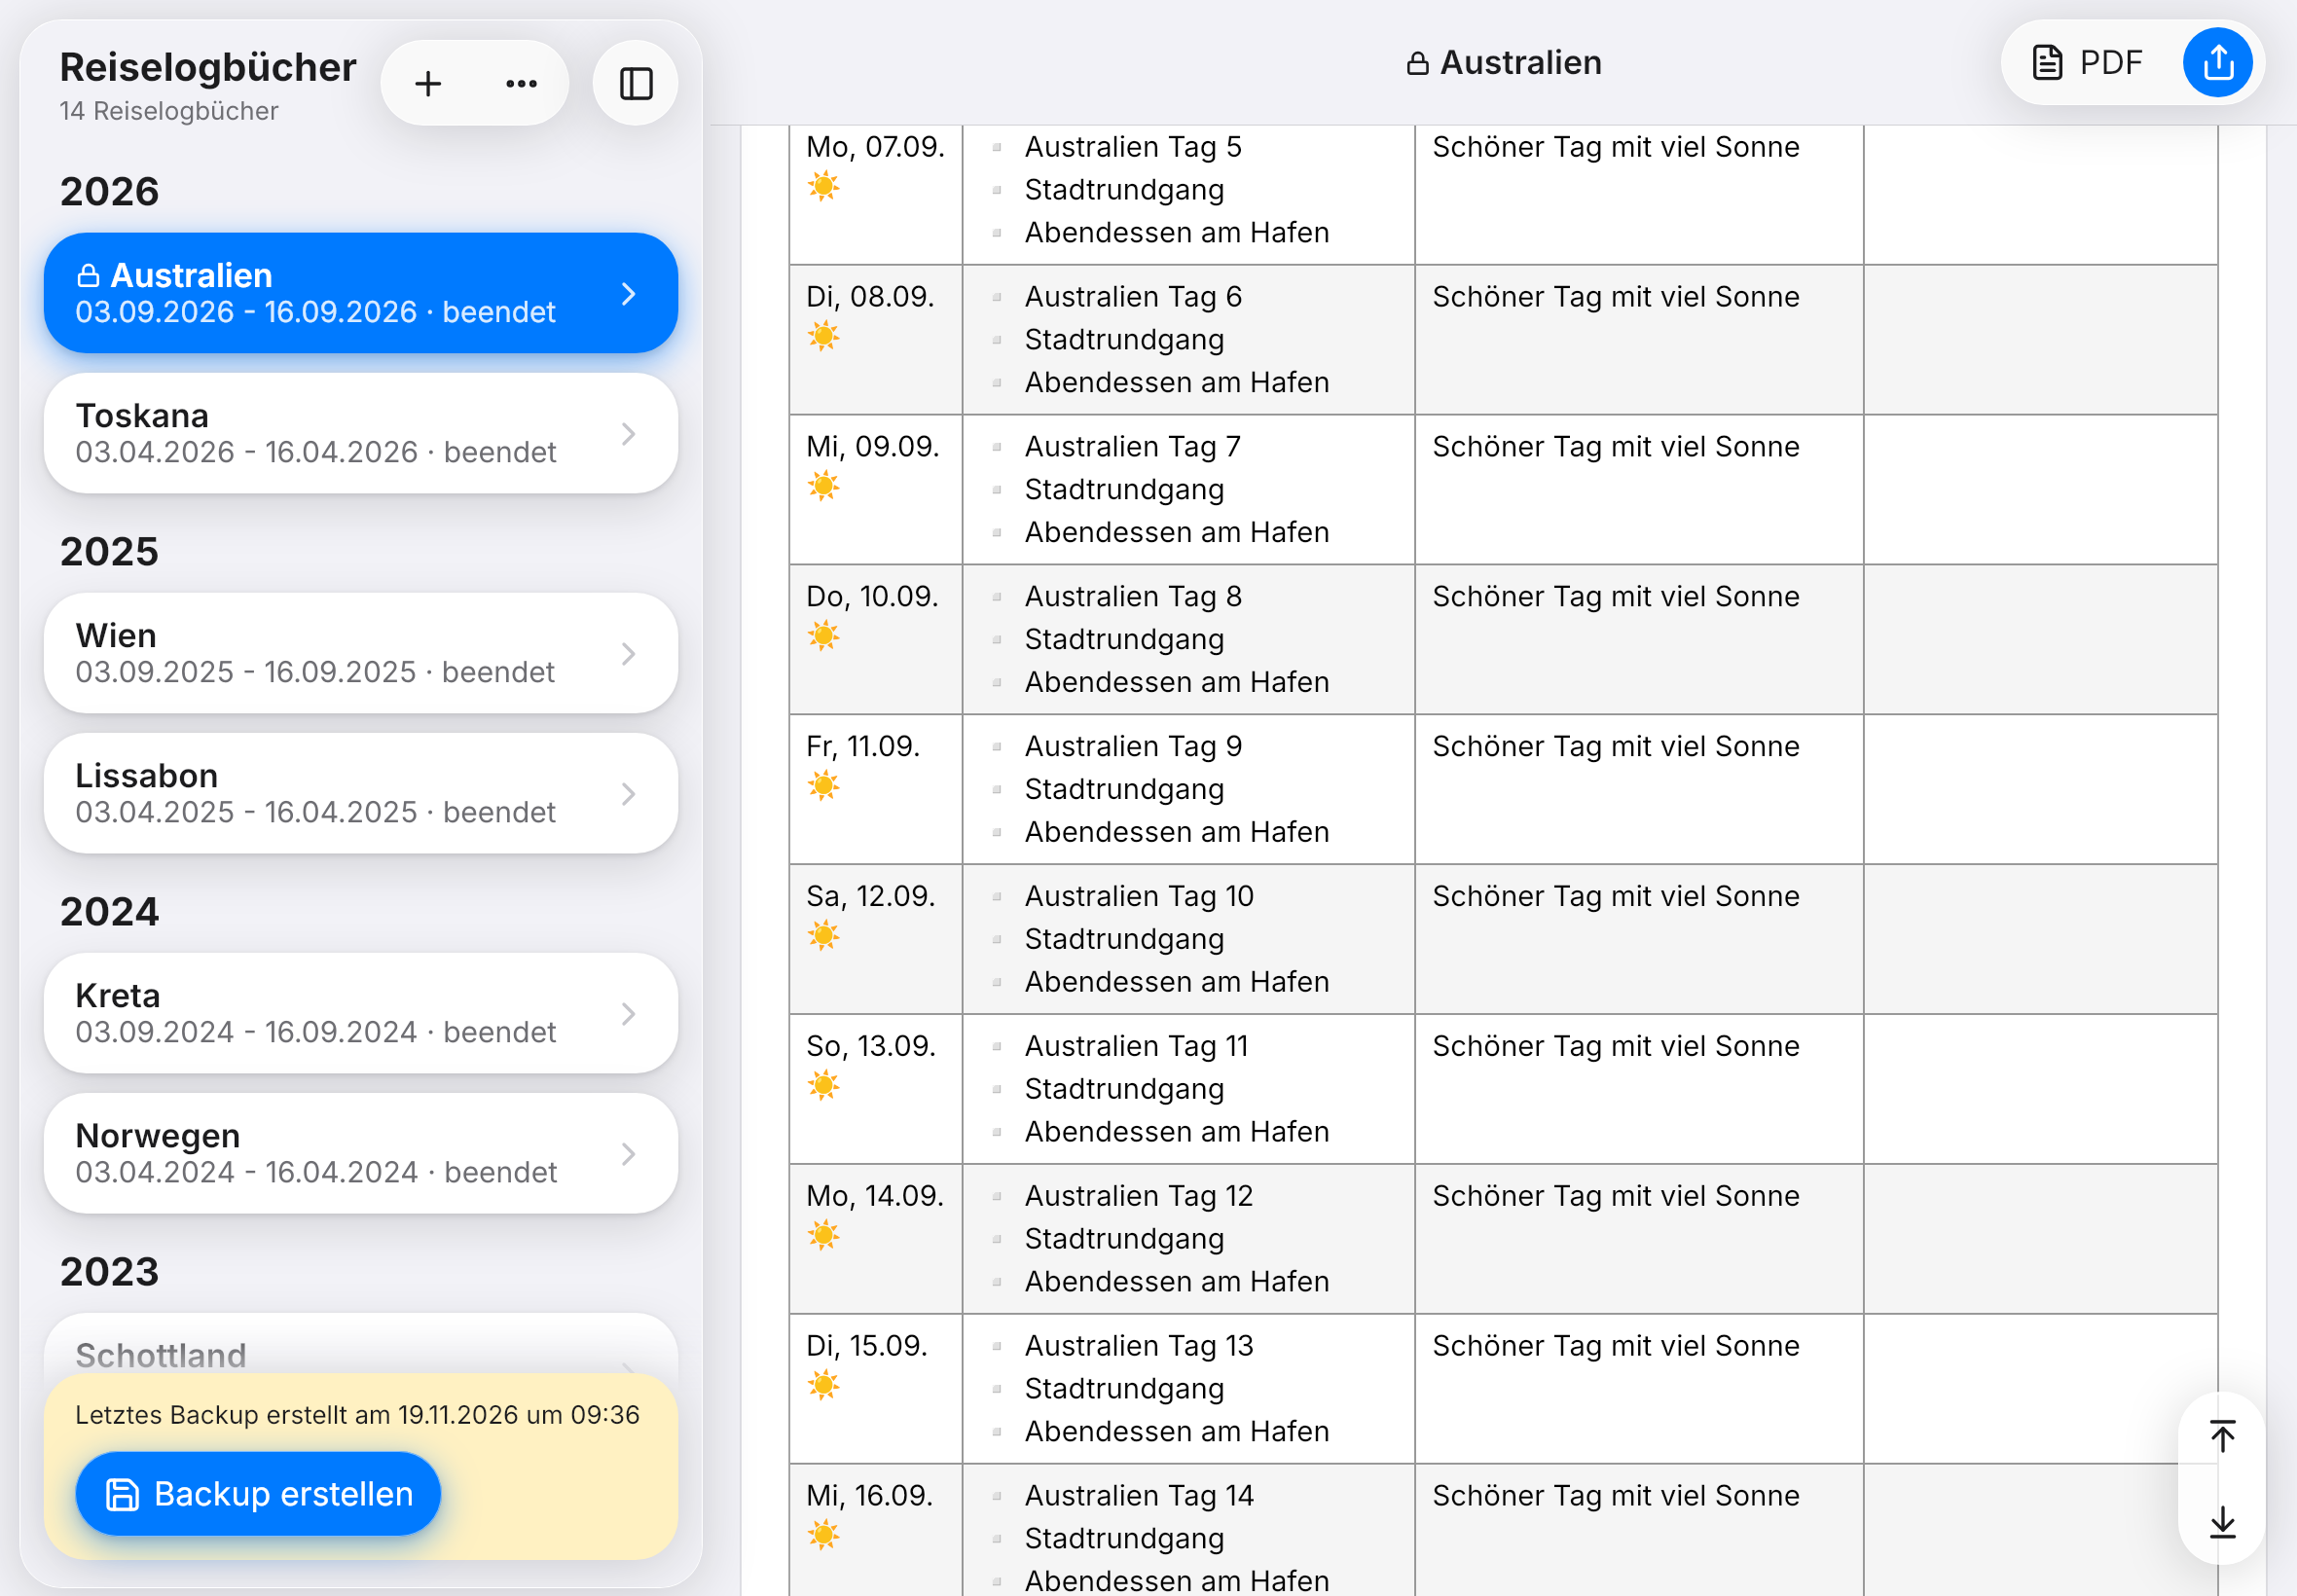 Reiselogbücher
14 Reiselogbücher
2026
Australien
03.09.2026 - 16.09.2026 · beendet
Toskana
03.04.2026 - 16.04.2026 · beendet
2025
Wien
03.09.2025 - 16.09.2025 · beendet
Lissabon
03.04.2025 - 16.04.2025 · beendet
2024
Kreta
03.09.2024 - 16.09.2024 · beendet
Norwegen
03.04.2024 - 16.04.2024 · beendet
2023
Schottland
Letztes Backup erstellt am 19.11.2026 um 09:36
Backup erstellen
Australien
PDF
Mo, 07.09.
Australien Tag 5
Stadtrundgang
Abendessen am Hafen
Schöner Tag mit viel Sonne
Di, 08.09.
Australien Tag 6
Stadtrundgang
Abendessen am Hafen
Schöner Tag mit viel Sonne
Mi, 09.09.
Australien Tag 7
Stadtrundgang
Abendessen am Hafen
Schöner Tag mit viel Sonne
Do, 10.09.
Australien Tag 8
Stadtrundgang
Abendessen am Hafen
Schöner Tag mit viel Sonne
Fr, 11.09.
Australien Tag 9
Stadtrundgang
Abendessen am Hafen
Schöner Tag mit viel Sonne
Sa, 12.09.
Australien Tag 10
Stadtrundgang
Abendessen am Hafen
Schöner Tag mit viel Sonne
So, 13.09.
Australien Tag 11
Stadtrundgang
Abendessen am Hafen
Schöner Tag mit viel Sonne
Mo, 14.09.
Australien Tag 12
Stadtrundgang
Abendessen am Hafen
Schöner Tag mit viel Sonne
Di, 15.09.
Australien Tag 13
Stadtrundgang
Abendessen am Hafen
Schöner Tag mit viel Sonne
Mi, 16.09.
Australien Tag 14
Stadtrundgang
Abendessen am Hafen
Schöner Tag mit viel Sonne